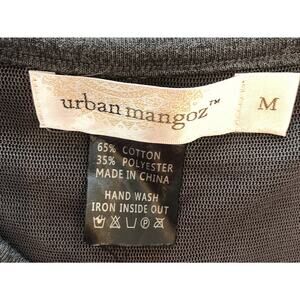 urban mangoz™
M
65% COTTON
35% POLYESTER
MADE IN CHINA
HAND WASH
IRON INSIDE OUT